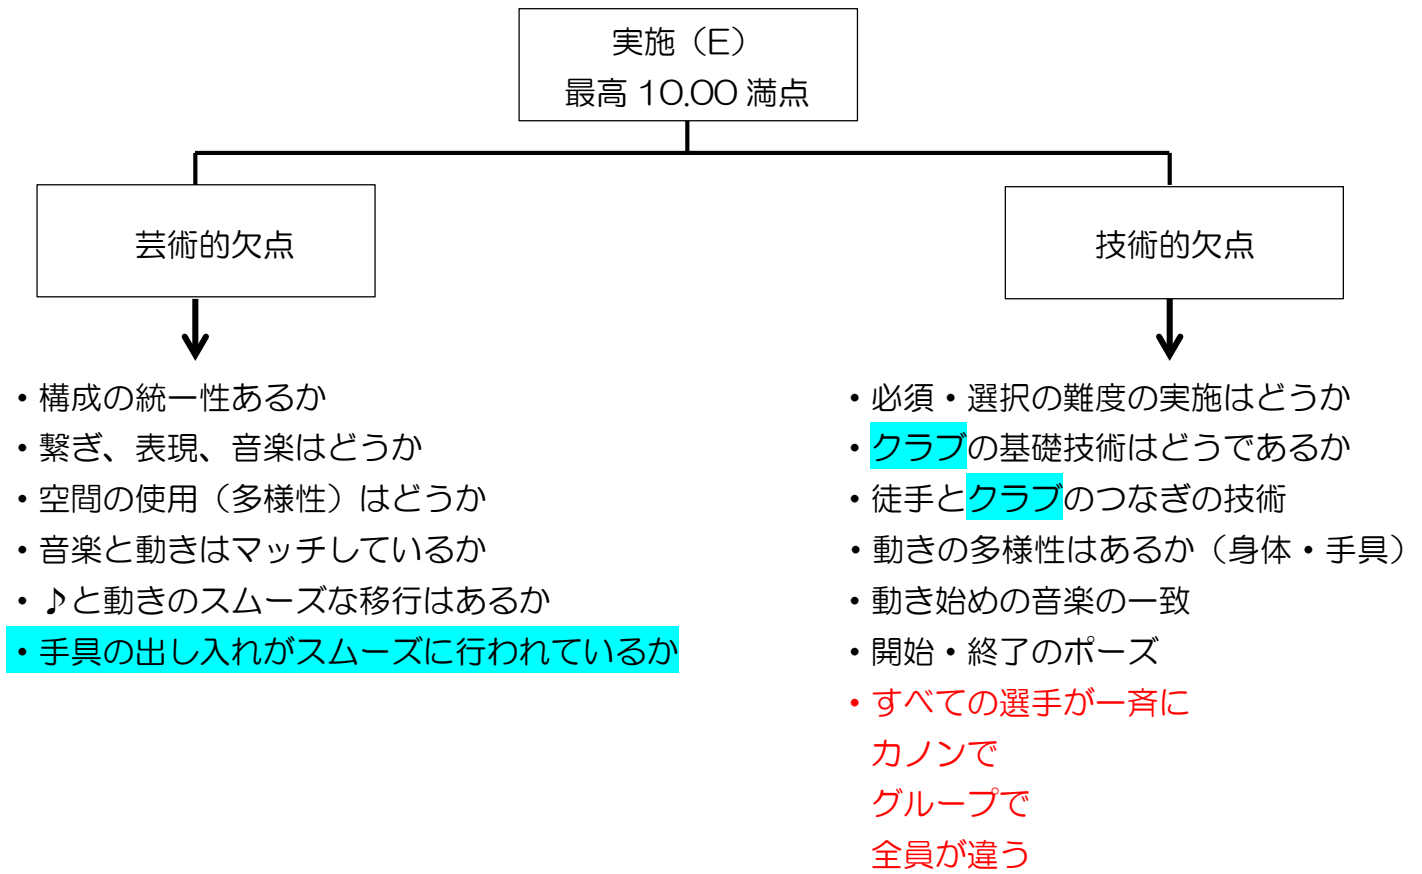 実施（E）
最高 10.00 満点
芸術的欠点
・構成の統一性あるか
・繋ぎ、表現、音楽はどうか
・空間の使用（多様性）はどうか
・音楽と動きはマッチしているか
・♪と動きのスムーズな移行はあるか
・手具の出し入れがスムーズに行われているか
技術的欠点
・必須・選択の難度の実施はどうか
・クラブの基礎技術はどうであるか
・徒手とクラブのつなぎの技術
・動きの多様性はあるか（身体・手具）
・動き始めの音楽の一致
・開始・終了のポーズ
・すべての選手が一斉に
カノンで
グループで
全員が違う